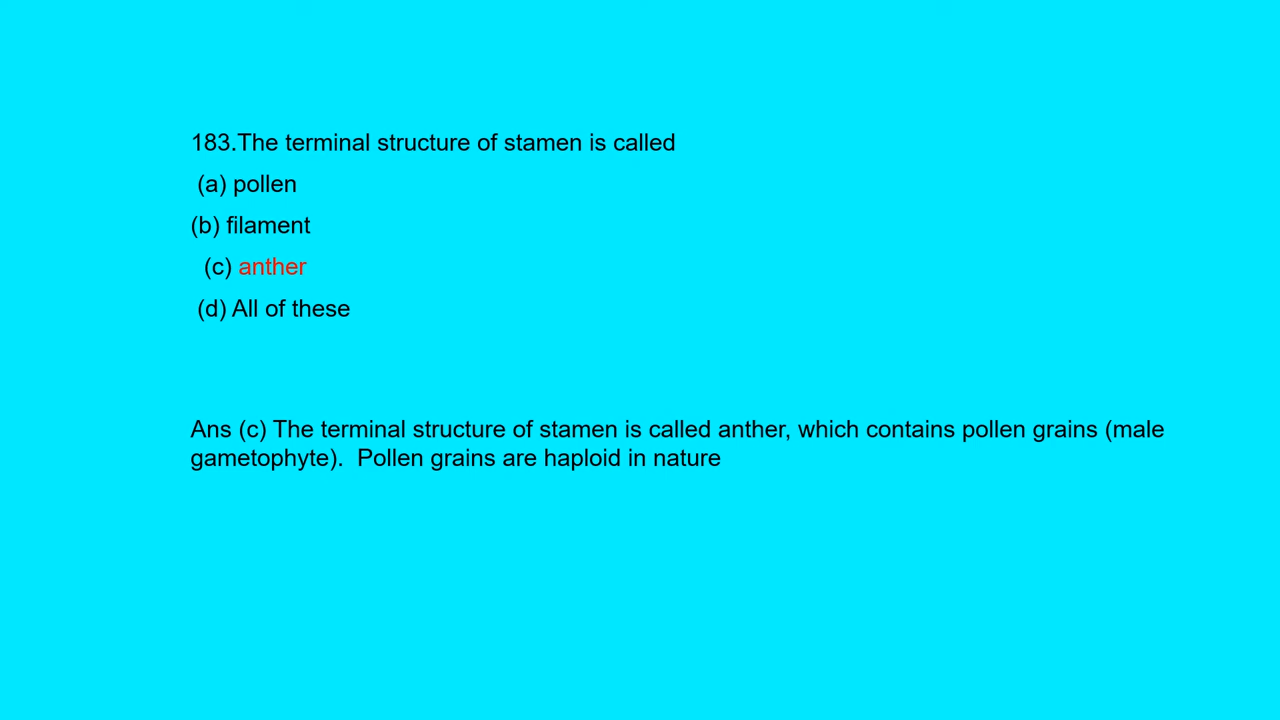 183.The terminal structure of stamen is called
(a) pollen
(b) filament
(c) anther
(d) All of these
Ans (c) The terminal structure of stamen is called anther, which contains pollen grains (male
gametophyte).  Pollen grains are haploid in nature